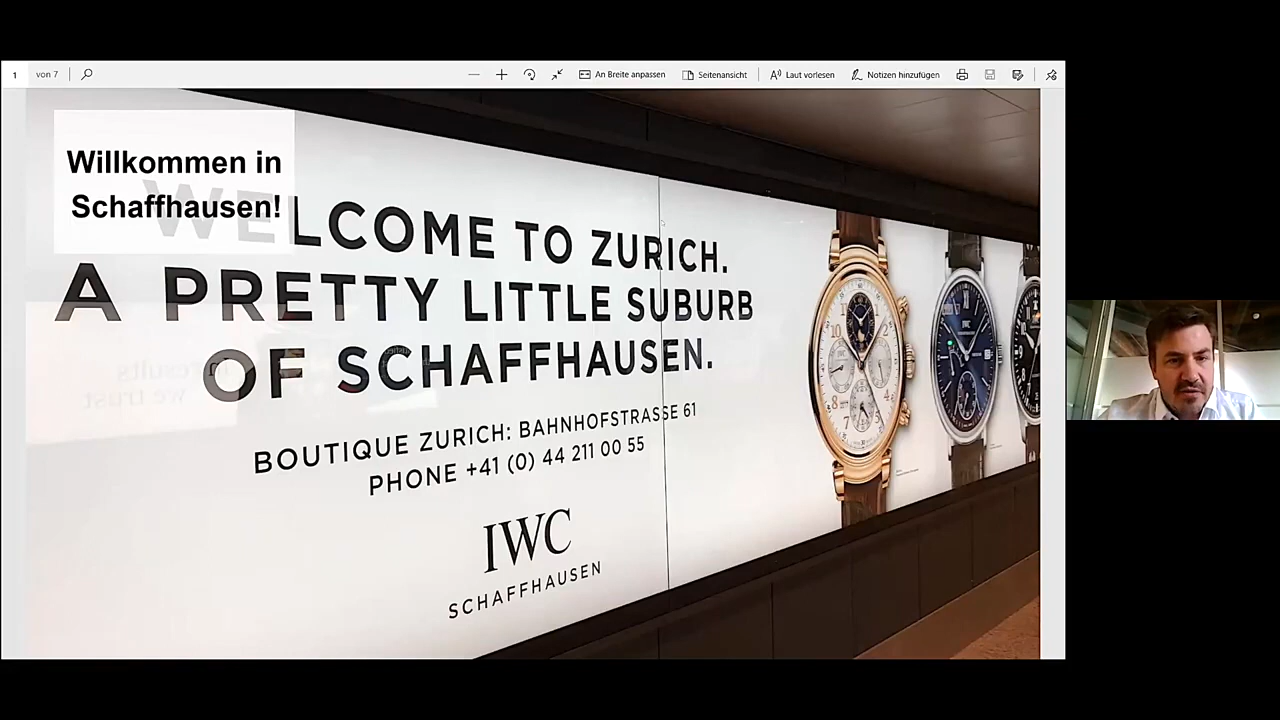 1 von 7
An Breite anpassen
Seitenansicht
Laut vorlesen
Notizen hinzufügen
Willkommen in
Schaffhausen!
WELCOME TO ZURICH.
A PRETTY LITTLE SUBURB
OF SCHAFFHAUSEN.
BOUTIQUE ZURICH: BAHNHOFSTRASSE 61
PHONE +41 (0) 44 211 00 55
IWC
SCHAFFHAUSEN